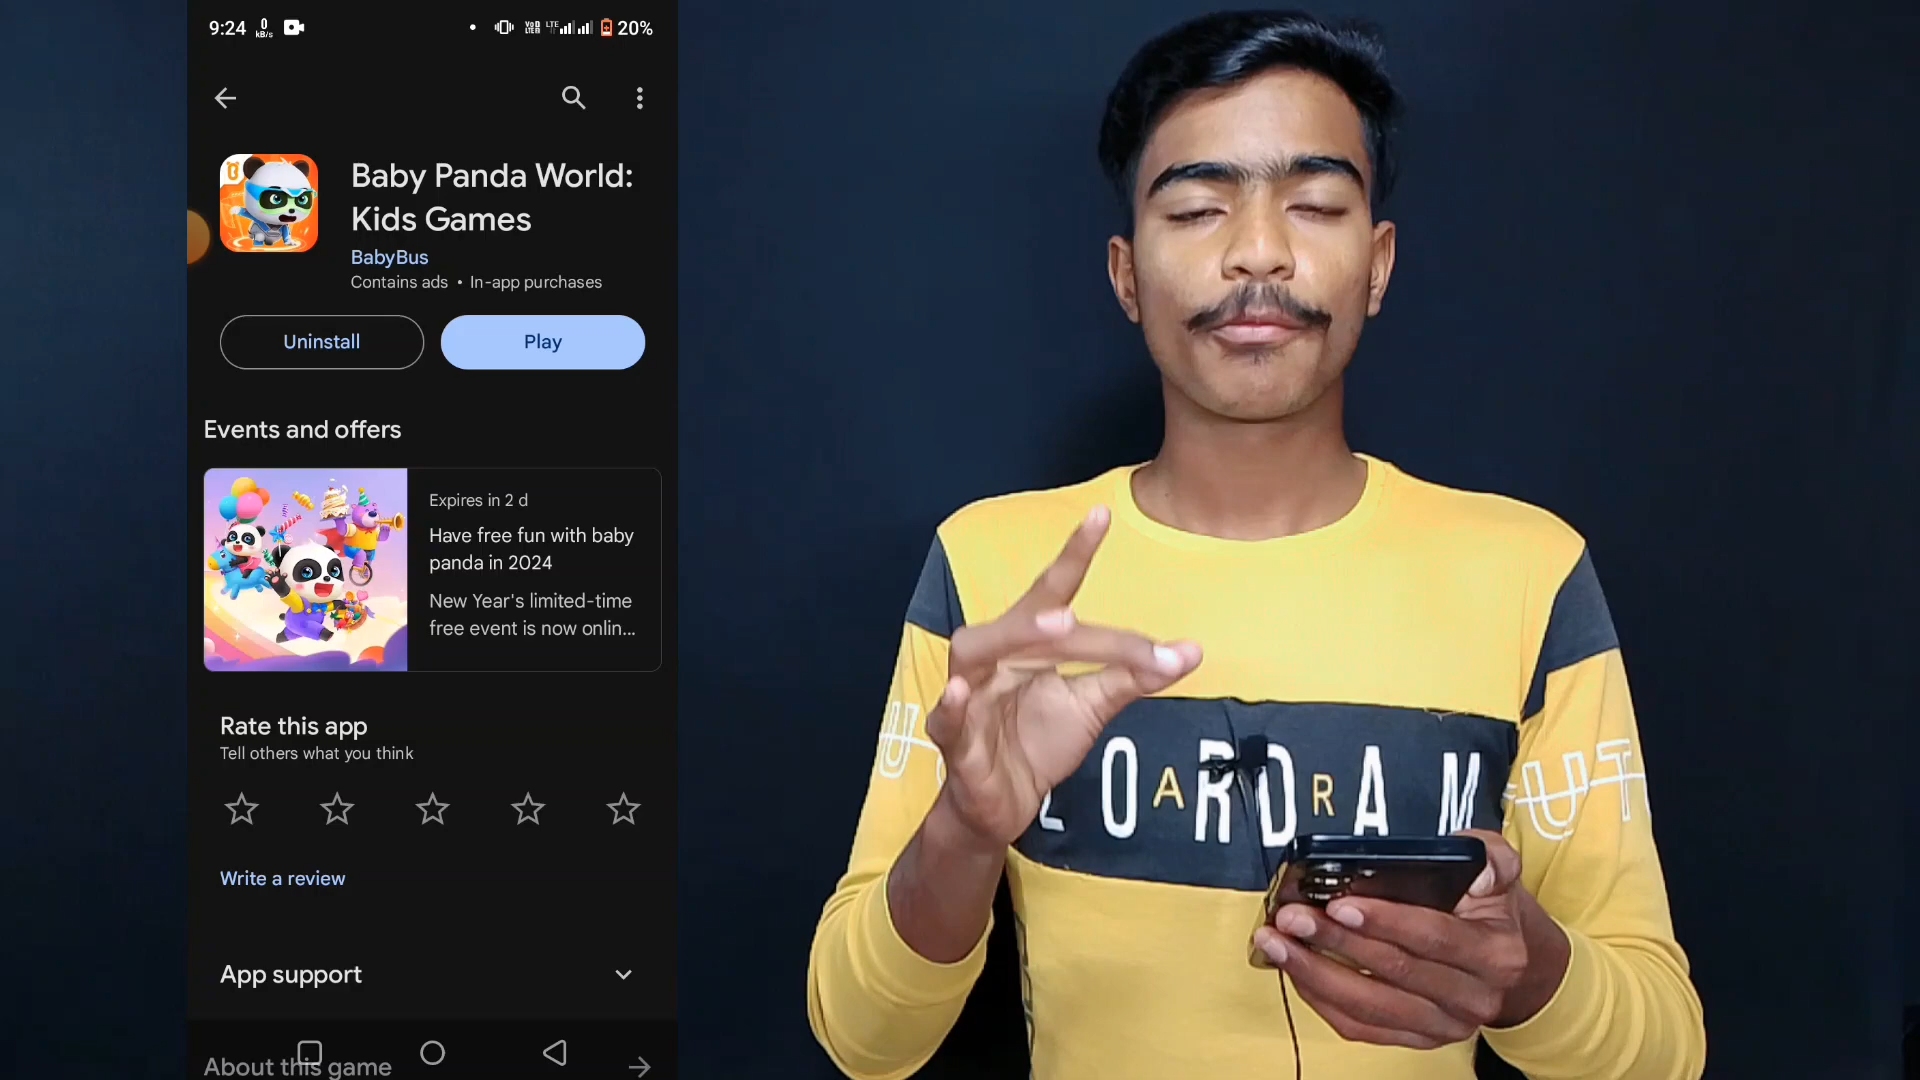 9:24
0
kB/s
20%
Baby Panda World:
Kids Games
BabyBus
Contains ads • In-app purchases
Uninstall
Play
Events and offers
Expires in 2 d
Have free fun with baby
panda in 2024
New Year's limited-time
free event is now onlin...
Rate this app
Tell others what you think
Write a review
App support
About this game